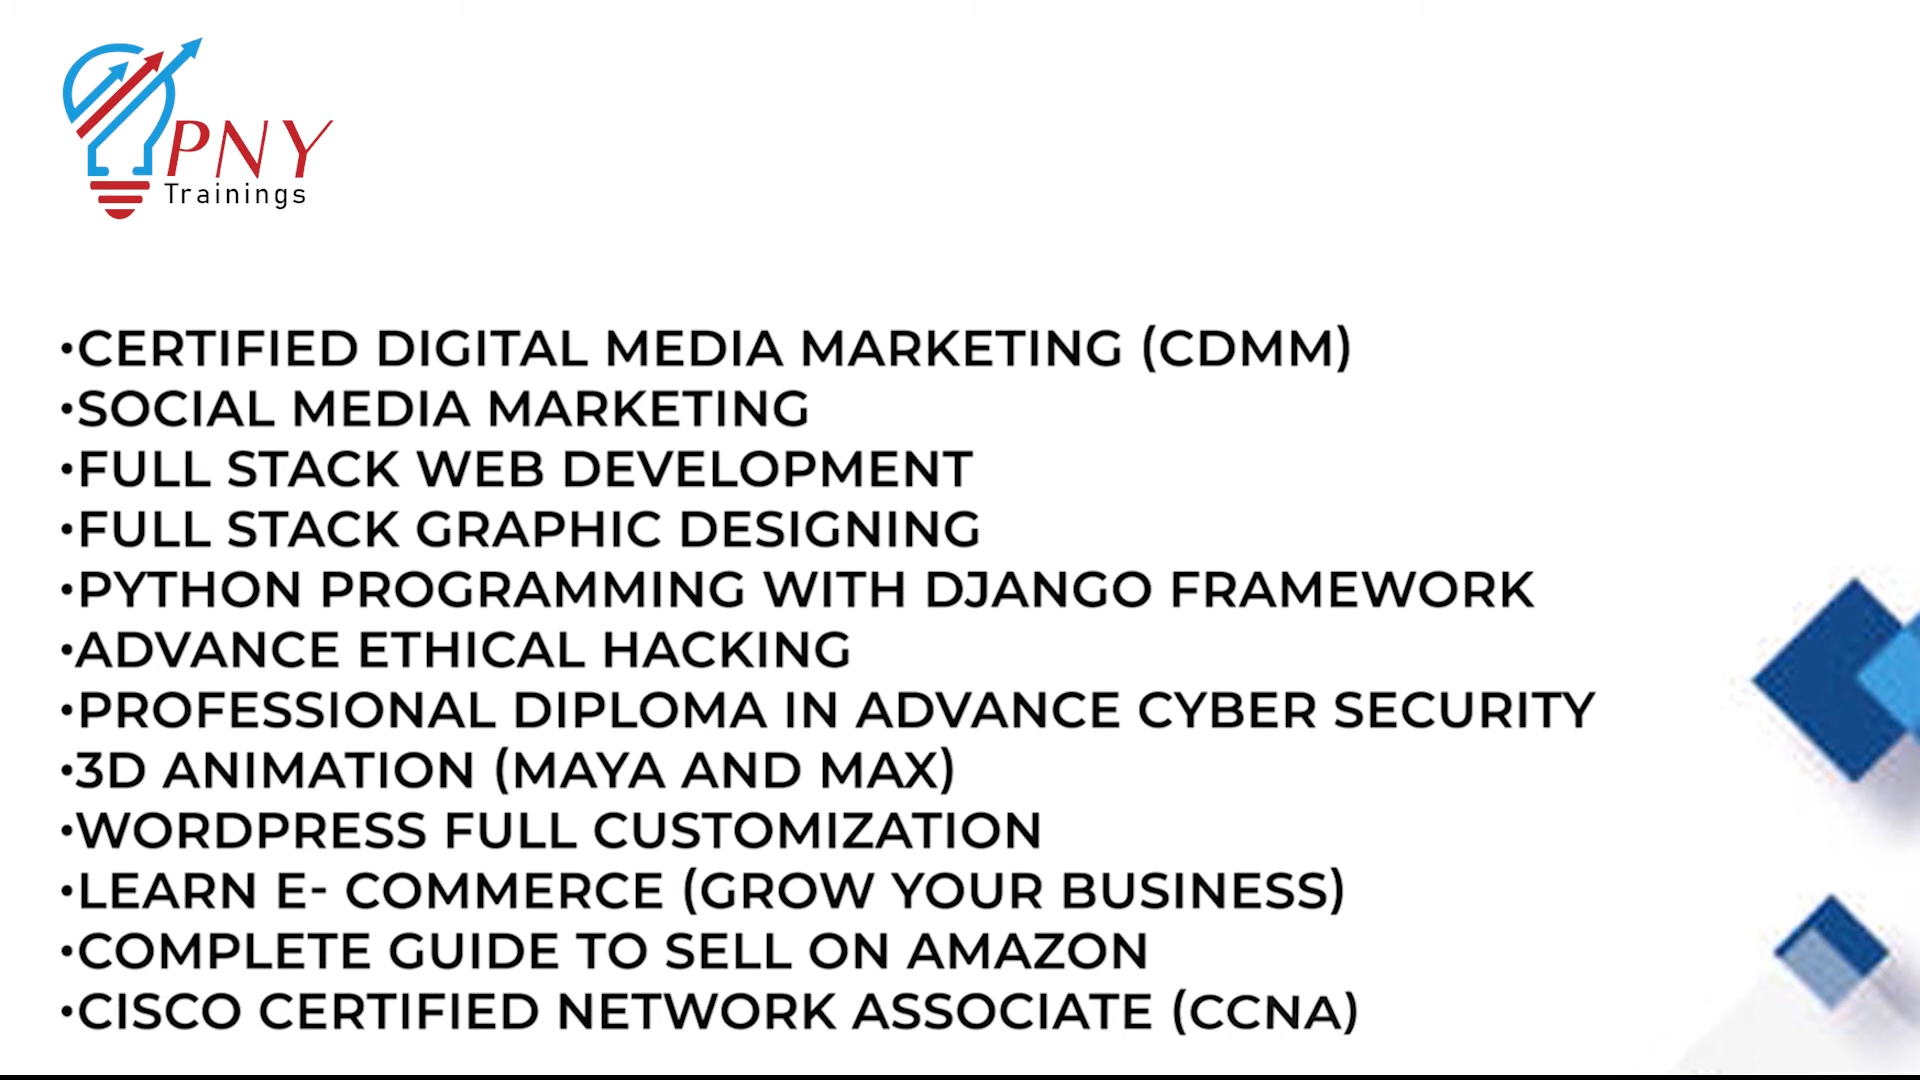 PNY
Trainings
•CERTIFIED DIGITAL MEDIA MARKETING (CDMM)
•SOCIAL MEDIA MARKETING
•FULL STACK WEB DEVELOPMENT
•FULL STACK GRAPHIC DESIGNING
•PYTHON PROGRAMMING WITH DJANGO FRAMEWORK
•ADVANCE ETHICAL HACKING
•PROFESSIONAL DIPLOMA IN ADVANCE CYBER SECURITY
•3D ANIMATION (MAYA AND MAX)
•WORDPRESS FULL CUSTOMIZATION
•LEARN E- COMMERCE (GROW YOUR BUSINESS)
•COMPLETE GUIDE TO SELL ON AMAZON
•CISCO CERTIFIED NETWORK ASSOCIATE (CCNA)